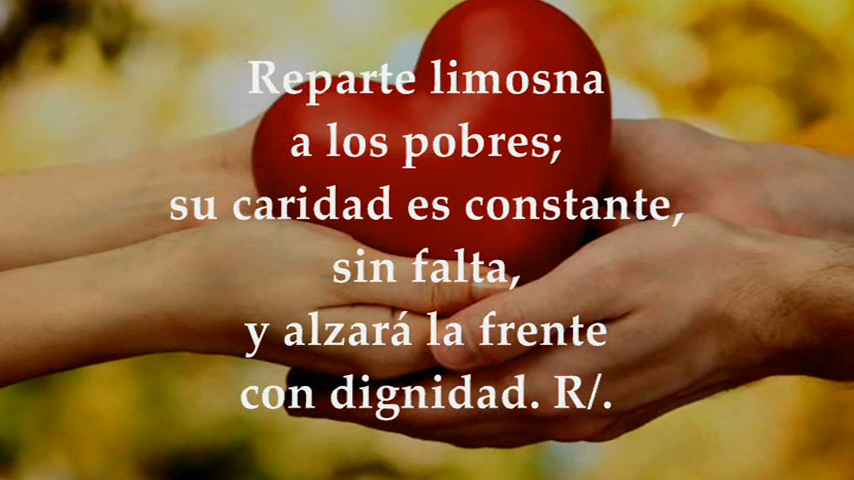 Reparte limosna
a los pobres;
su caridad es constante,
sin falta,
y alzará la frente
con dignidad. R/.